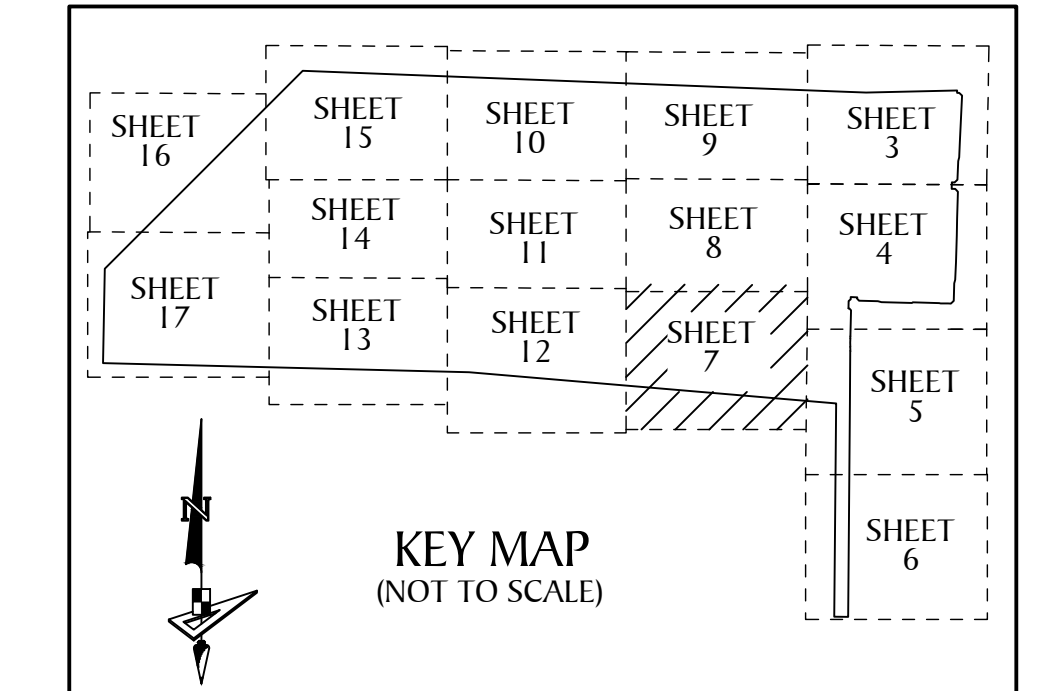 SHEET
16
SHEET
15
SHEET
10
SHEET
9
SHEET
3
SHEET
14
SHEET
11
SHEET
8
SHEET
4
SHEET
17
SHEET
13
SHEET
12
SHEET
7
SHEET
5
SHEET
6
N
KEY MAP
(NOT TO SCALE)